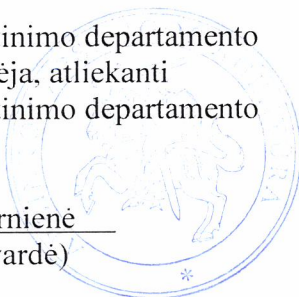 inimo departamento
ėja, atliekanti
inimo departamento
rnienė
vardė)